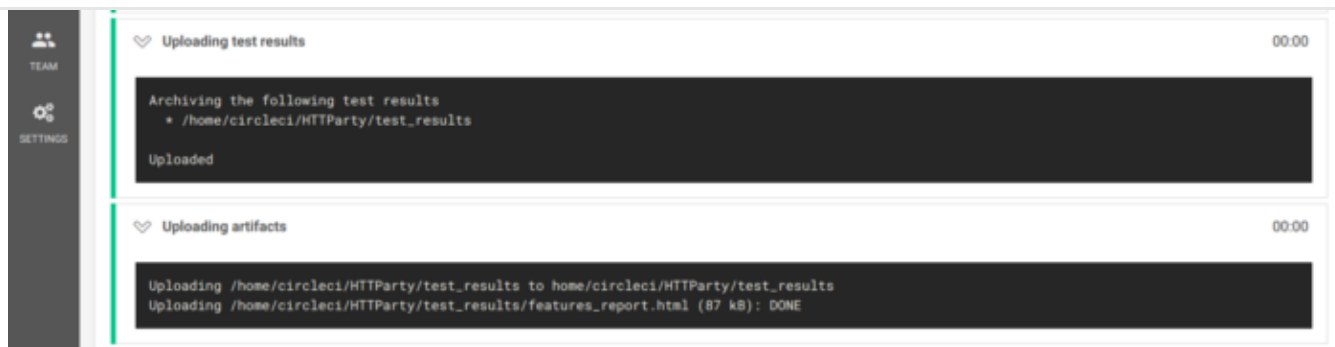 TEAM
SETTINGS
Uploading test results 00:00
Archiving the following test results
* /home/circleci/HTTParty/test_results
Uploaded
Uploading artifacts 00:00
Uploading /home/circleci/HTTParty/test_results to home/circleci/HTTParty/test_results
Uploading /home/circleci/HTTParty/test_results/features_report.html (87 kB): DONE